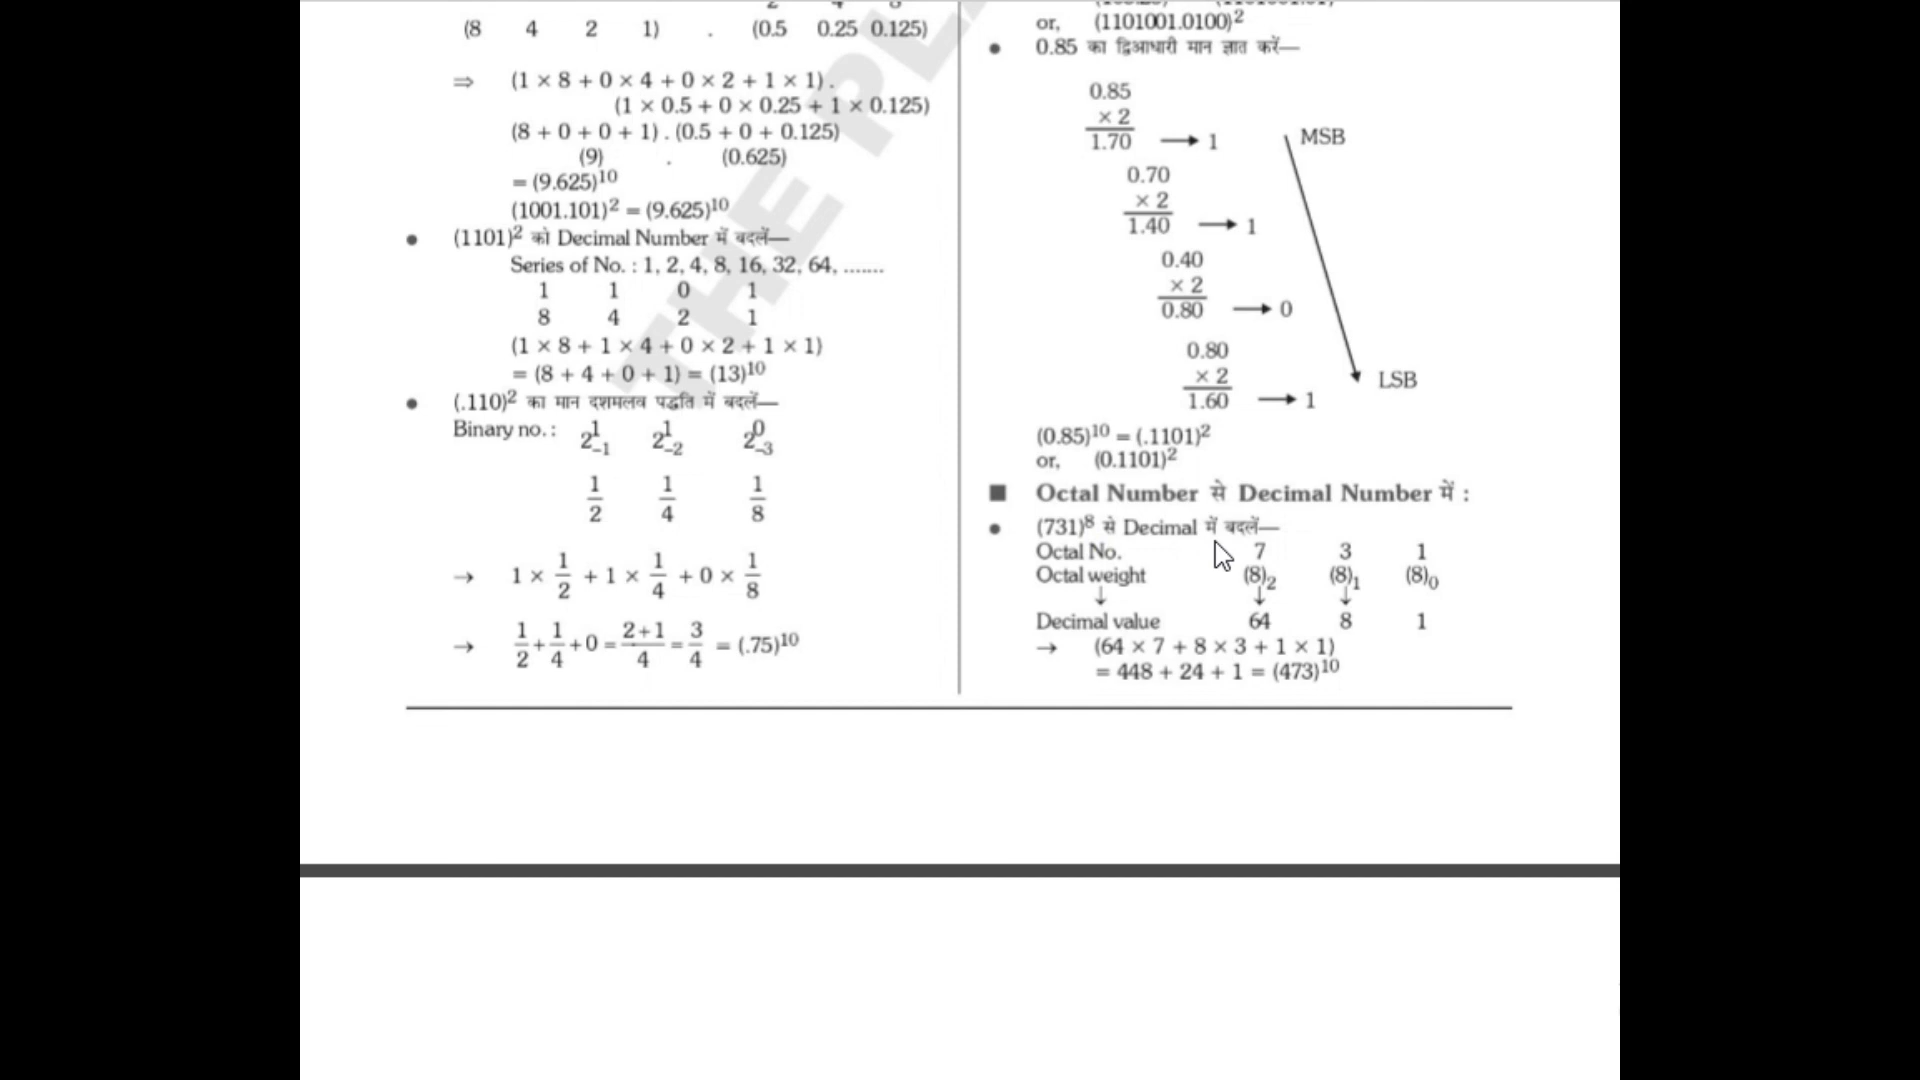 (8 4 2 1) . (0.5 0.25 0.125)
⇒ (1 × 8 + 0 × 4 + 0 × 2 + 1 × 1) .
(1 × 0.5 + 0 × 0.25 + 1 × 0.125)
(8 + 0 + 0 + 1) . (0.5 + 0 + 0.125)
(9) . (0.625)
= (9.625)¹⁰
(1001.101)² = (9.625)¹⁰
● (1101)² को Decimal Number में बदलें—
Series of No. : 1, 2, 4, 8, 16, 32, 64, .......
1 1 0 1
8 4 2 1
(1 × 8 + 1 × 4 + 0 × 2 + 1 × 1)
= (8 + 4 + 0 + 1) = (13)¹⁰
● (.110)² का मान दशमलव पद्धति में बदलें—
Binary no. : 1 1 0
2₋₁ 2₋₂ 2₋₃
1/2 1/4 1/8
→ 1 × 1/2 + 1 × 1/4 + 0 × 1/8
→ 1/2 + 1/4 + 0 = 2+1/4 = 3/4 = (.75)¹⁰
or, (1101001.0100)²
● 0.85 का द्विआधारी मान ज्ञात करें—
0.85
× 2
1.70 → 1 MSB
0.70
× 2
1.40 → 1
0.40
× 2
0.80 → 0
0.80
× 2 LSB
1.60 → 1
(0.85)¹⁰ = (.1101)²
or, (0.1101)²
■ Octal Number से Decimal Number में :
● (731)⁸ से Decimal में बदलें—
Octal No. 7 3 1
Octal weight (8)₂ (8)₁ (8)₀
↓ ↓ ↓
Decimal value 64 8 1
→ (64 × 7 + 8 × 3 + 1 × 1)
= 448 + 24 + 1 = (473)¹⁰
THE PL